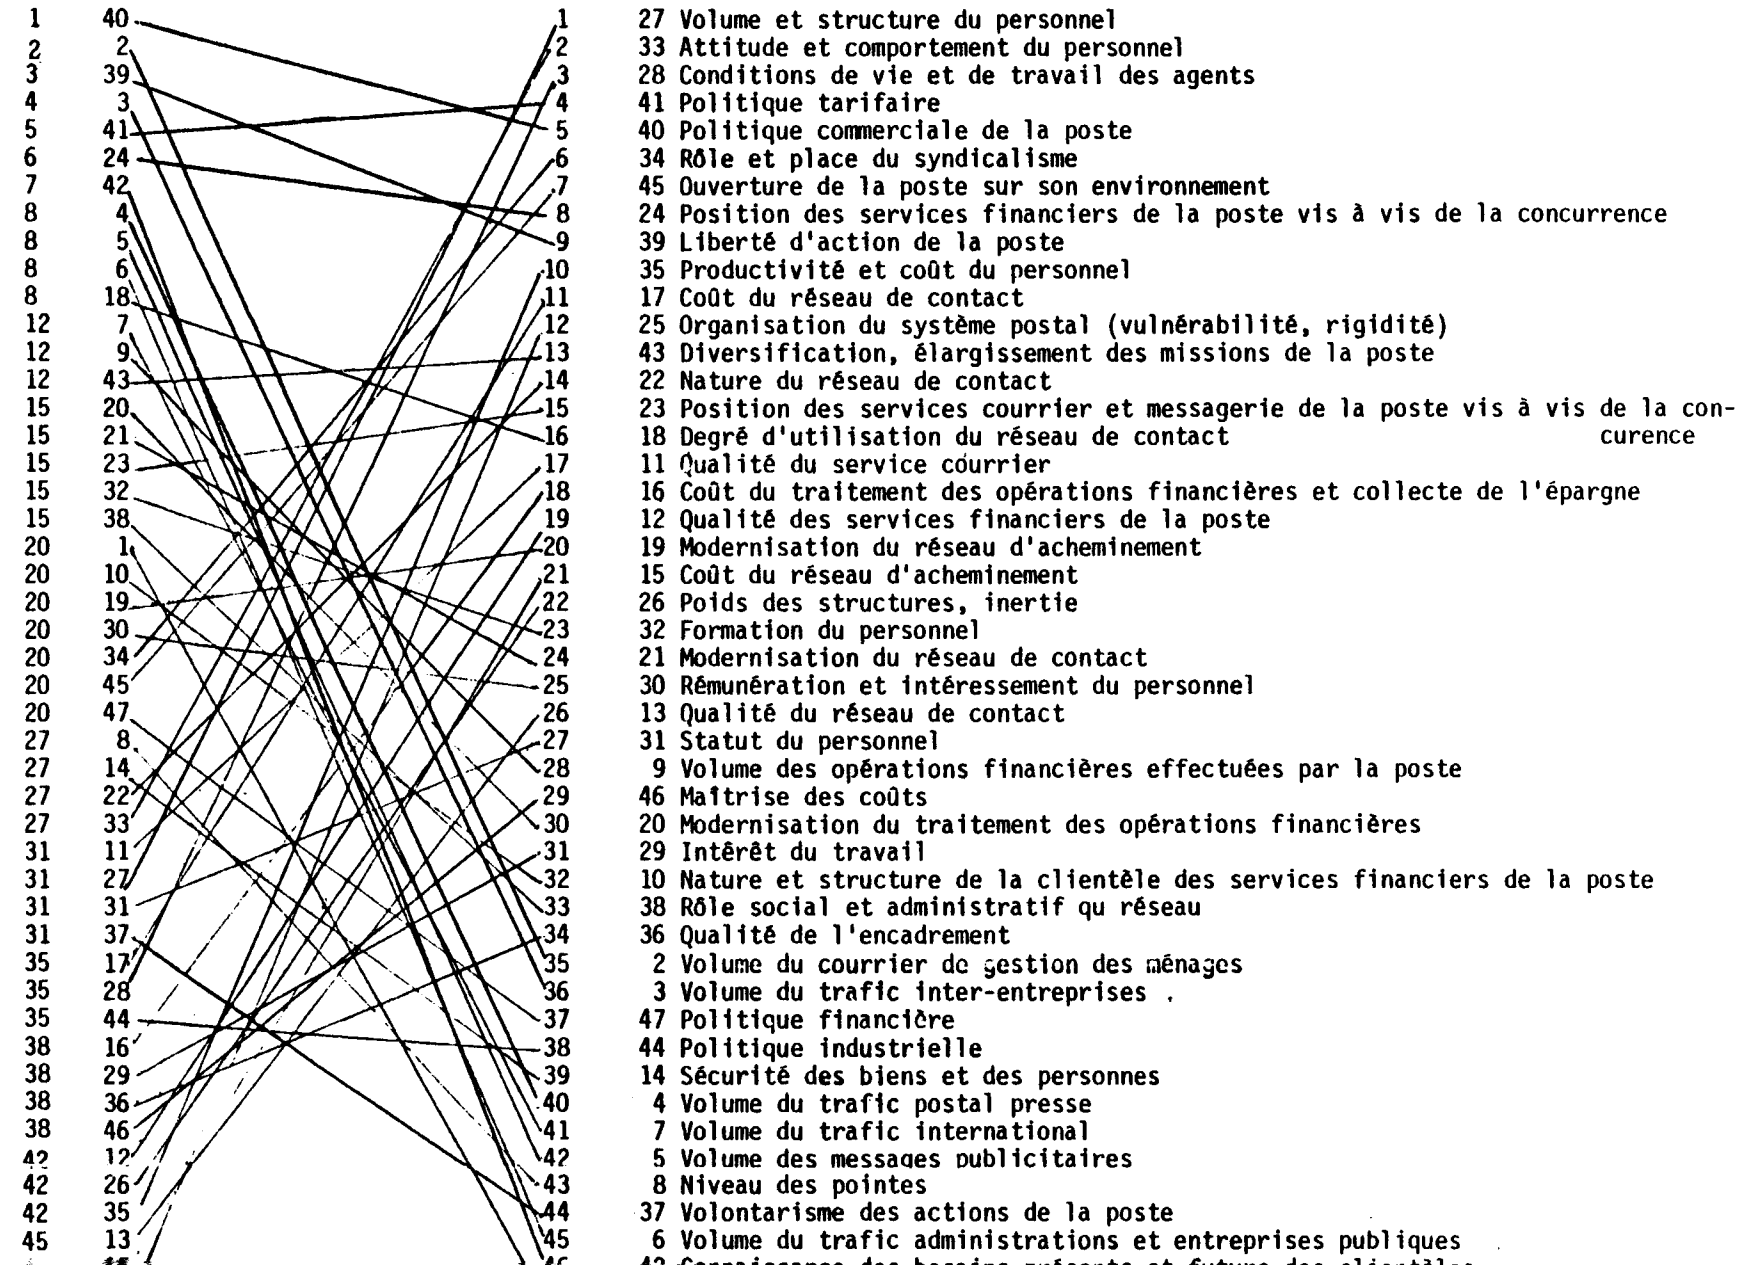 1 40 1 27 Volume et structure du personnel
2 2 2 33 Attitude et comportement du personnel
3 39 3 28 Conditions de vie et de travail des agents
4 3 4 41 Politique tarifaire
5 41 5 40 Politique commerciale de la poste
6 24 6 34 Rôle et place du syndicalisme
7 42 7 45 Ouverture de la poste sur son environnement
8 4 8 24 Position des services financiers de la poste vis à vis de la concurrence
8 5 9 39 Liberté d'action de la poste
8 6 10 35 Productivité et coût du personnel
8 18 11 17 Coût du réseau de contact
12 7 12 25 Organisation du système postal (vulnérabilité, rigidité)
12 9 13 43 Diversification, élargissement des missions de la poste
12 43 14 22 Nature du réseau de contact
15 20 15 23 Position des services courrier et messagerie de la poste vis à vis de la con-
15 21 16 18 Degré d'utilisation du réseau de contact curence
15 23 17 11 Qualité du service courrier
15 32 18 16 Coût du traitement des opérations financières et collecte de l'épargne
15 38 19 12 Qualité des services financiers de la poste
20 1 20 19 Modernisation du réseau d'acheminement
20 10 21 15 Coût du réseau d'acheminement
20 19 22 26 Poids des structures, inertie
20 30 23 32 Formation du personnel
20 34 24 21 Modernisation du réseau de contact
20 45 25 30 Rémunération et intéressement du personnel
20 47 26 13 Qualité du réseau de contact
27 8 27 31 Statut du personnel
27 14 28 9 Volume des opérations financières effectuées par la poste
27 22 29 46 Maîtrise des coûts
27 33 30 20 Modernisation du traitement des opérations financières
31 11 31 29 Intérêt du travail
31 27 32 10 Nature et structure de la clientèle des services financiers de la poste
31 31 33 38 Rôle social et administratif qu réseau
31 37 34 36 Qualité de l'encadrement
35 17 35 2 Volume du courrier de gestion des ménages
35 28 36 3 Volume du trafic inter-entreprises .
35 44 37 47 Politique financière
38 16 38 44 Politique industrielle
38 29 39 14 Sécurité des biens et des personnes
38 36 40 4 Volume du trafic postal presse
38 46 41 7 Volume du trafic international
42 12 42 5 Volume des messages publicitaires
42 26 43 8 Niveau des pointes
42 35 44 37 Volontarisme des actions de la poste
45 13 45 6 Volume du trafic administrations et entreprises publiques